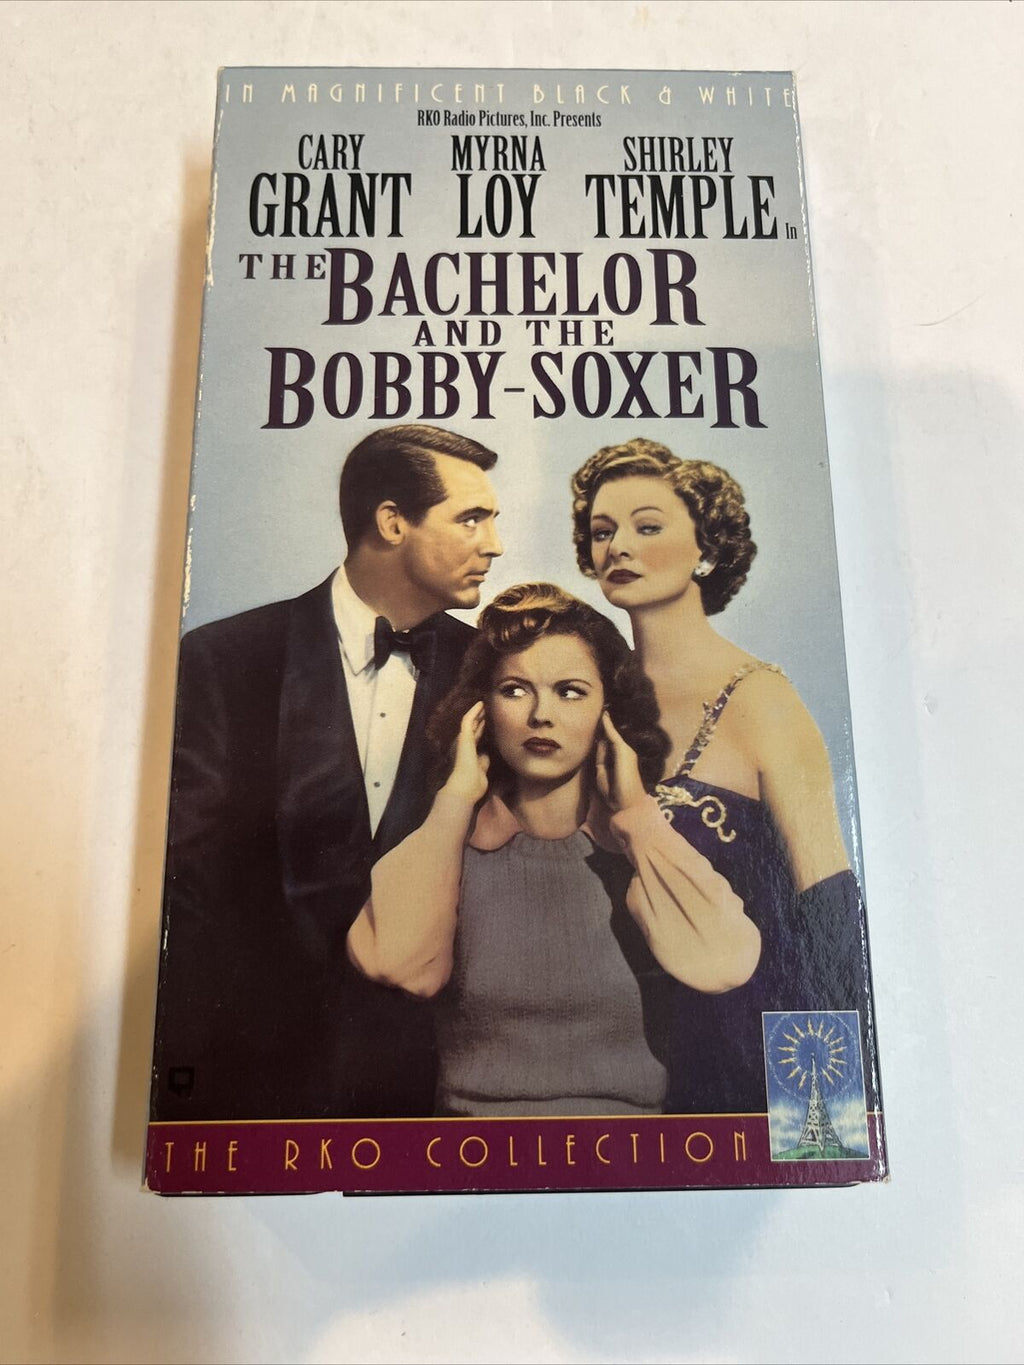 IN MAGNIFICENT BLACK & WHITE
RKO Radio Pictures, Inc. Presents
CARY MYRNA SHIRLEY
GRANT LOY TEMPLE In
THE BACHELOR
AND THE
BOBBY-SOXER
THE RKO COLLECTION